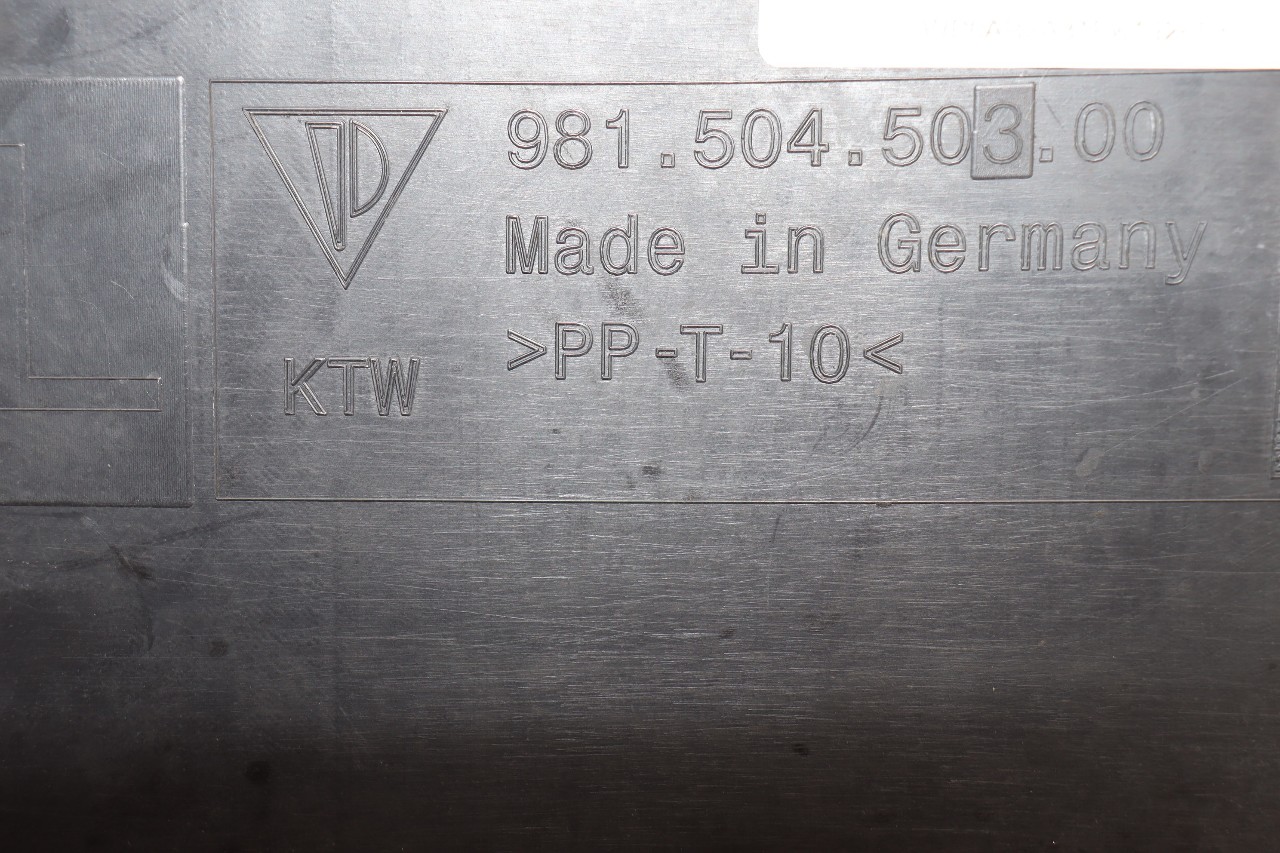 981.504.503.00
Made in Germany
>PP-T-10<
KTW